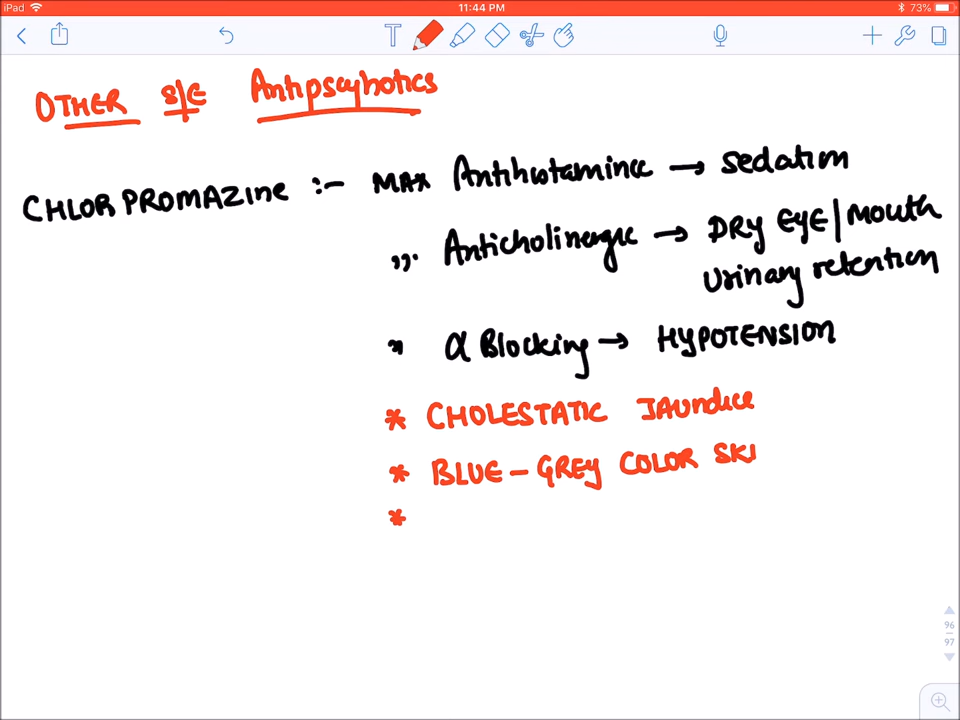 iPad 11:44 PM 73%
T
OTHER S/E Antipscyhotics
CHLORPROMAZINE :- MAX Antihistaminic → Sedation
,,. Anticholinergic → DRY EYE/Mouth
Urinary retention
" α Blocking → HYPOTENSION
* CHOLESTATIC JAUndice
* BLUE-GREY COLOR SKI
*
96
97